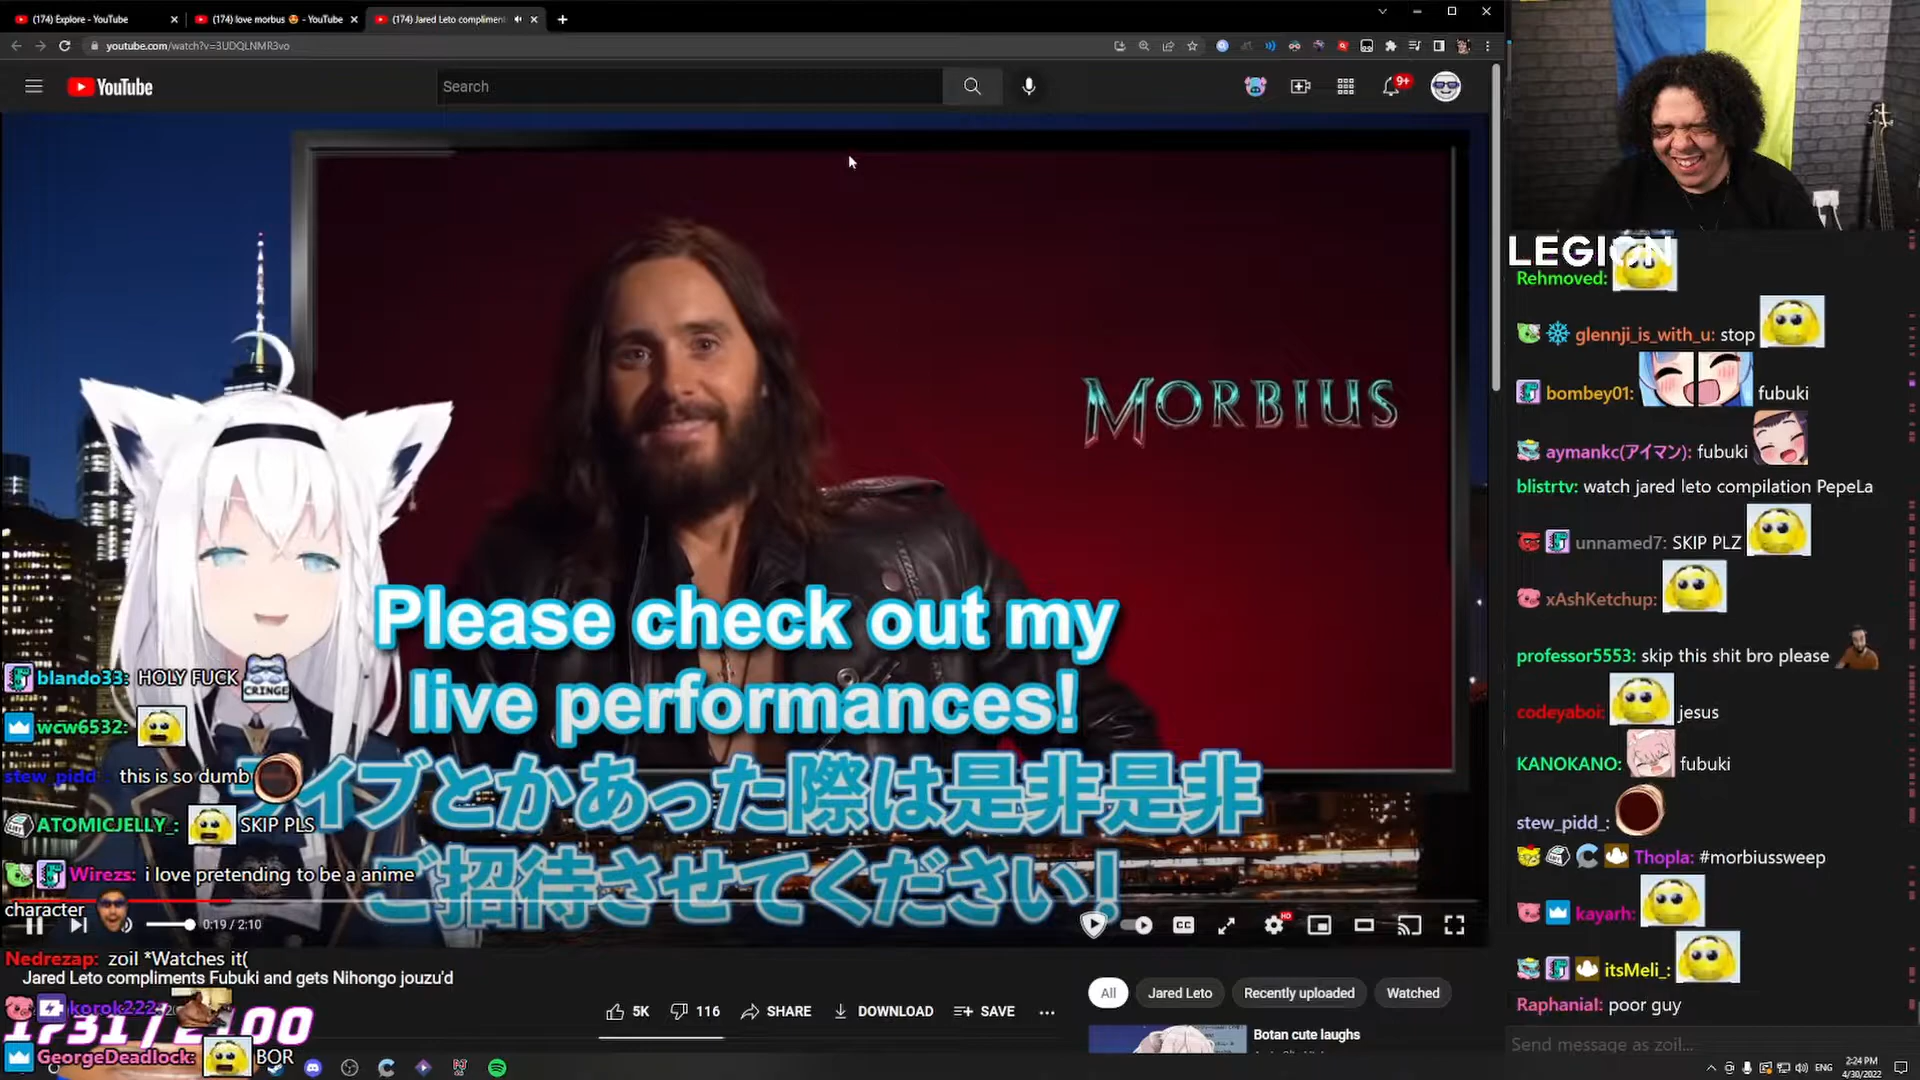 (174) Explore - YouTube
(174) love morbus 😍 - YouTube
(174) Jared Leto compliment
youtube.com/watch?v=3UDQLNMR3vo
YouTube
Search
9+
MORBIUS
Please check out my
live performances!
ライブとかあった際は是非是非
ご招待させてください!
blando33: HOLY FUCK
CRINGE
wcw6532:
stew_pidd_: this is so dumb
ATOMICJELLY_: SKIP PLS
Wirezs: i love pretending to be a anime
character
0:19 / 2:10
CC
HD
Nedrezap: zoil *Watches it(
Jared Leto compliments Fubuki and gets Nihongo jouzu'd
korok222:
GeorgeDeadlock: BOR
5K
116
SHARE
DOWNLOAD
SAVE
All
Jared Leto
Recently uploaded
Watched
Botan cute laughs
LEGION
Rehmoved:
glennji_is_with_u: stop
bombey01: fubuki
aymankc(アイマン): fubuki
blistrtv: watch jared leto compilation PepeLa
unnamed7: SKIP PLZ
xAshKetchup:
professor5553: skip this shit bro please
codeyaboi: jesus
KANOKANO: fubuki
stew_pidd_:
Thopla: #morbiussweep
kayarh:
itsMeli_:
Raphanial: poor guy
Send message as zoil...
ENG
2:24 PM
4/30/2022